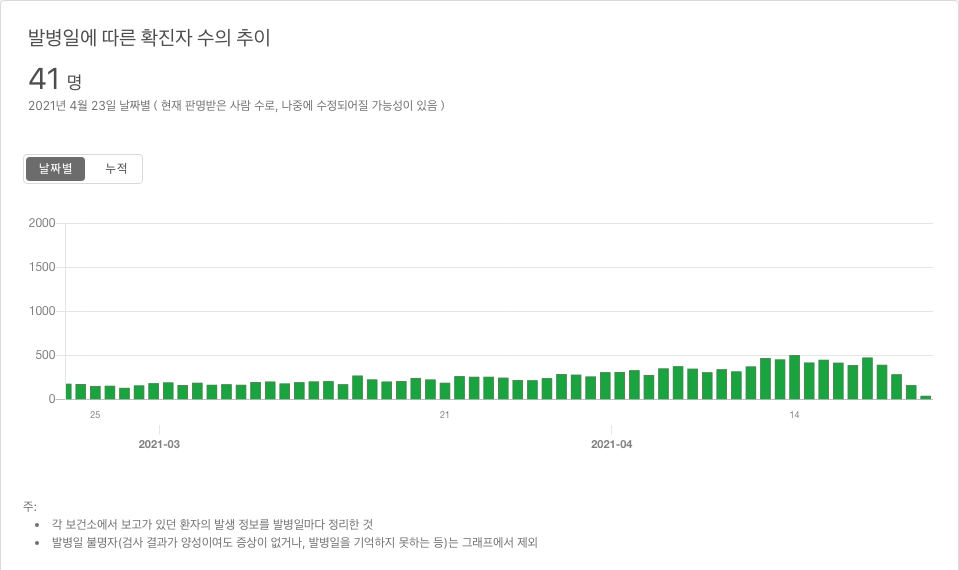 발병일에 따른 확진자 수의 추이
41 명
2021년 4월 23일 날짜별 ( 현재 판명받은 사람 수로, 나중에 수정되어질 가능성이 있음 )
날짜별 누적
2000
1500
1000
500
0
25 21 14
2021-03 2021-04
주:
• 각 보건소에서 보고가 있던 환자의 발생 정보를 발병일마다 정리한 것
• 발병일 불명자(검사 결과가 양성이여도 증상이 없거나, 발병일을 기억하지 못하는 등)는 그래프에서 제외